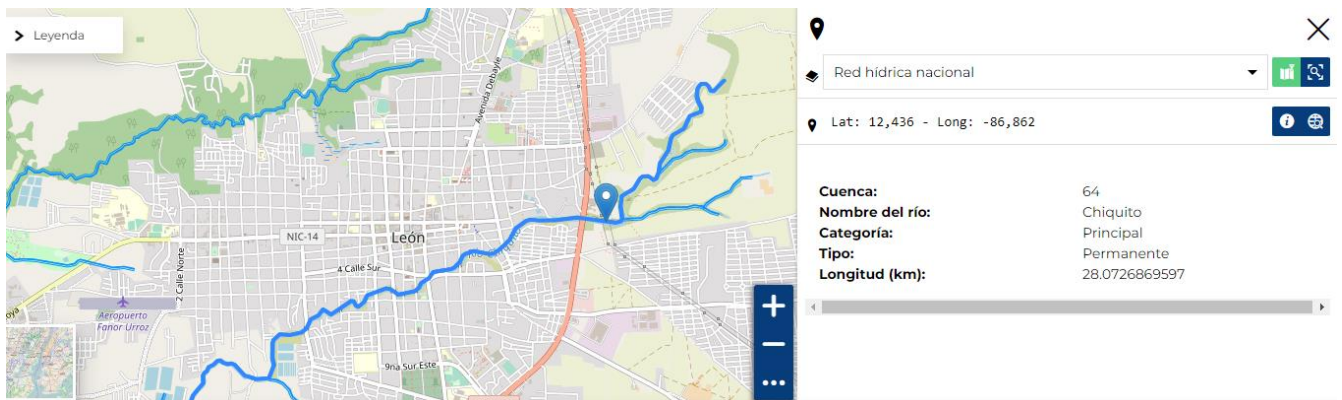 Leyenda
Avenida Debayle
NIC-14
León
Río Chiquito
4 Calle Sur
2 Calle Norte
Aeropuerto
Fanor Urroz
9na Sur Este
Red hídrica nacional
Lat: 12,436 - Long: -86,862
Cuenca: 64
Nombre del río: Chiquito
Categoría: Principal
Tipo: Permanente
Longitud (km): 28.0726869597